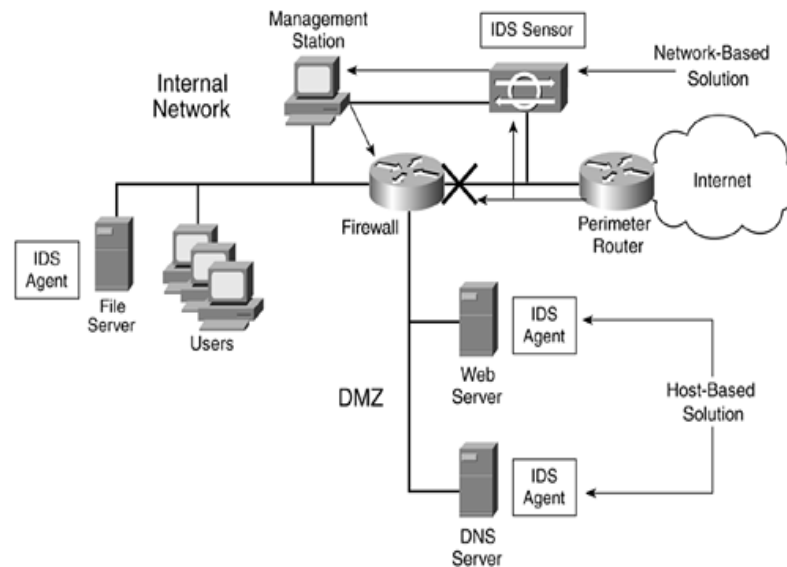 Management
Station
IDS Sensor
Network-Based
Solution
Internal
Network
Internet
Firewall
Perimeter
Router
IDS
Agent
File
Server
Users
IDS
Agent
Web
Server
DMZ
Host-Based
Solution
IDS
Agent
DNS
Server